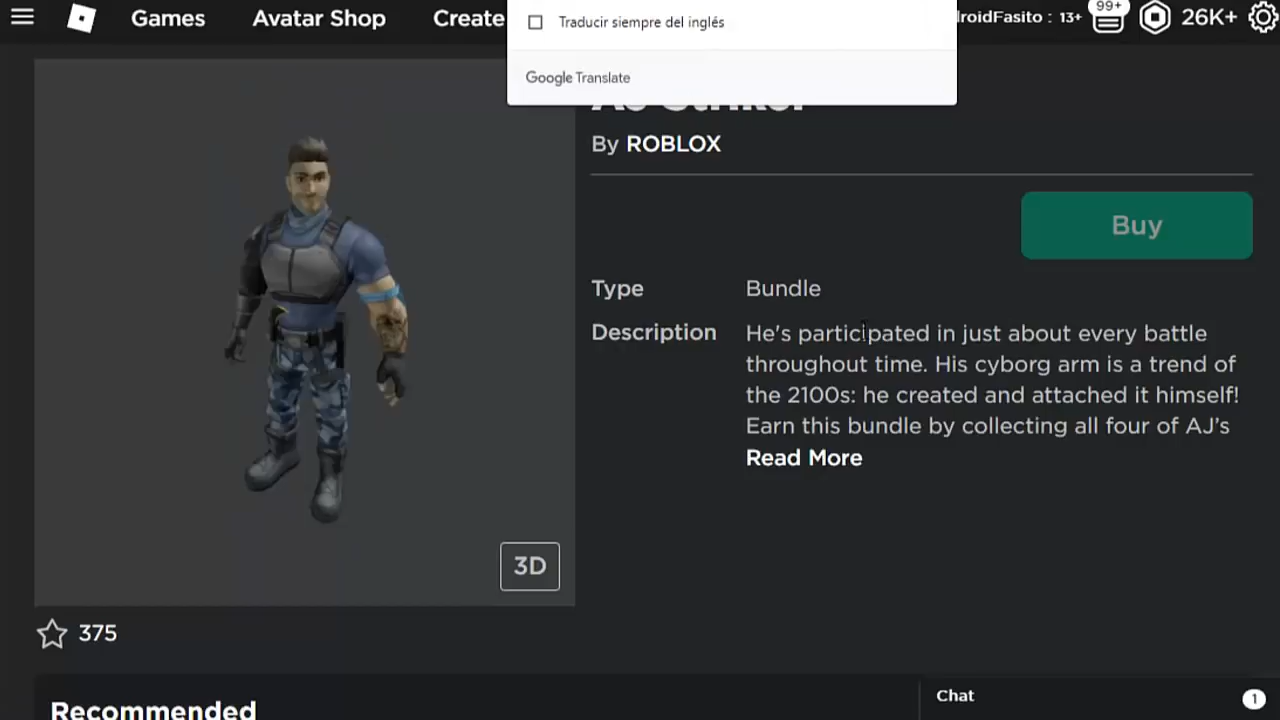 Games Avatar Shop Create
Traducir siempre del inglés
Google Translate
roidFasito : 13+
99+
26K+
By ROBLOX
Buy
Type Bundle
Description
He's participated in just about every battle
throughout time. His cyborg arm is a trend of
the 2100s: he created and attached it himself!
Earn this bundle by collecting all four of AJ's
Read More
3D
375
Recommended
Chat
1